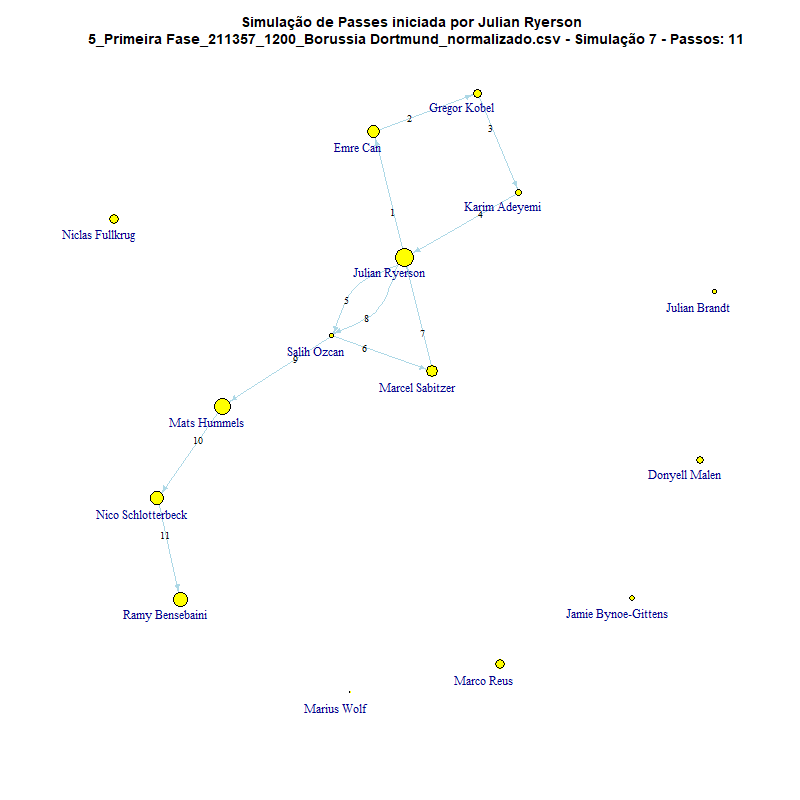 Simulação de Passes iniciada por Julian Ryerson
5_Primeira Fase_211357_1200_Borussia Dortmund_normalizado.csv - Simulação 7 - Passos: 11
Gregor Kobel
2
3
Emre Can
Karim Adeyemi
1
4
Niclas Fullkrug
Julian Ryerson
5
Julian Brandt
8
7
Salih Ozcan
6
9
Marcel Sabitzer
Mats Hummels
10
Donyell Malen
Nico Schlotterbeck
11
Ramy Bensebaini
Jamie Bynoe-Gittens
Marco Reus
Marius Wolf